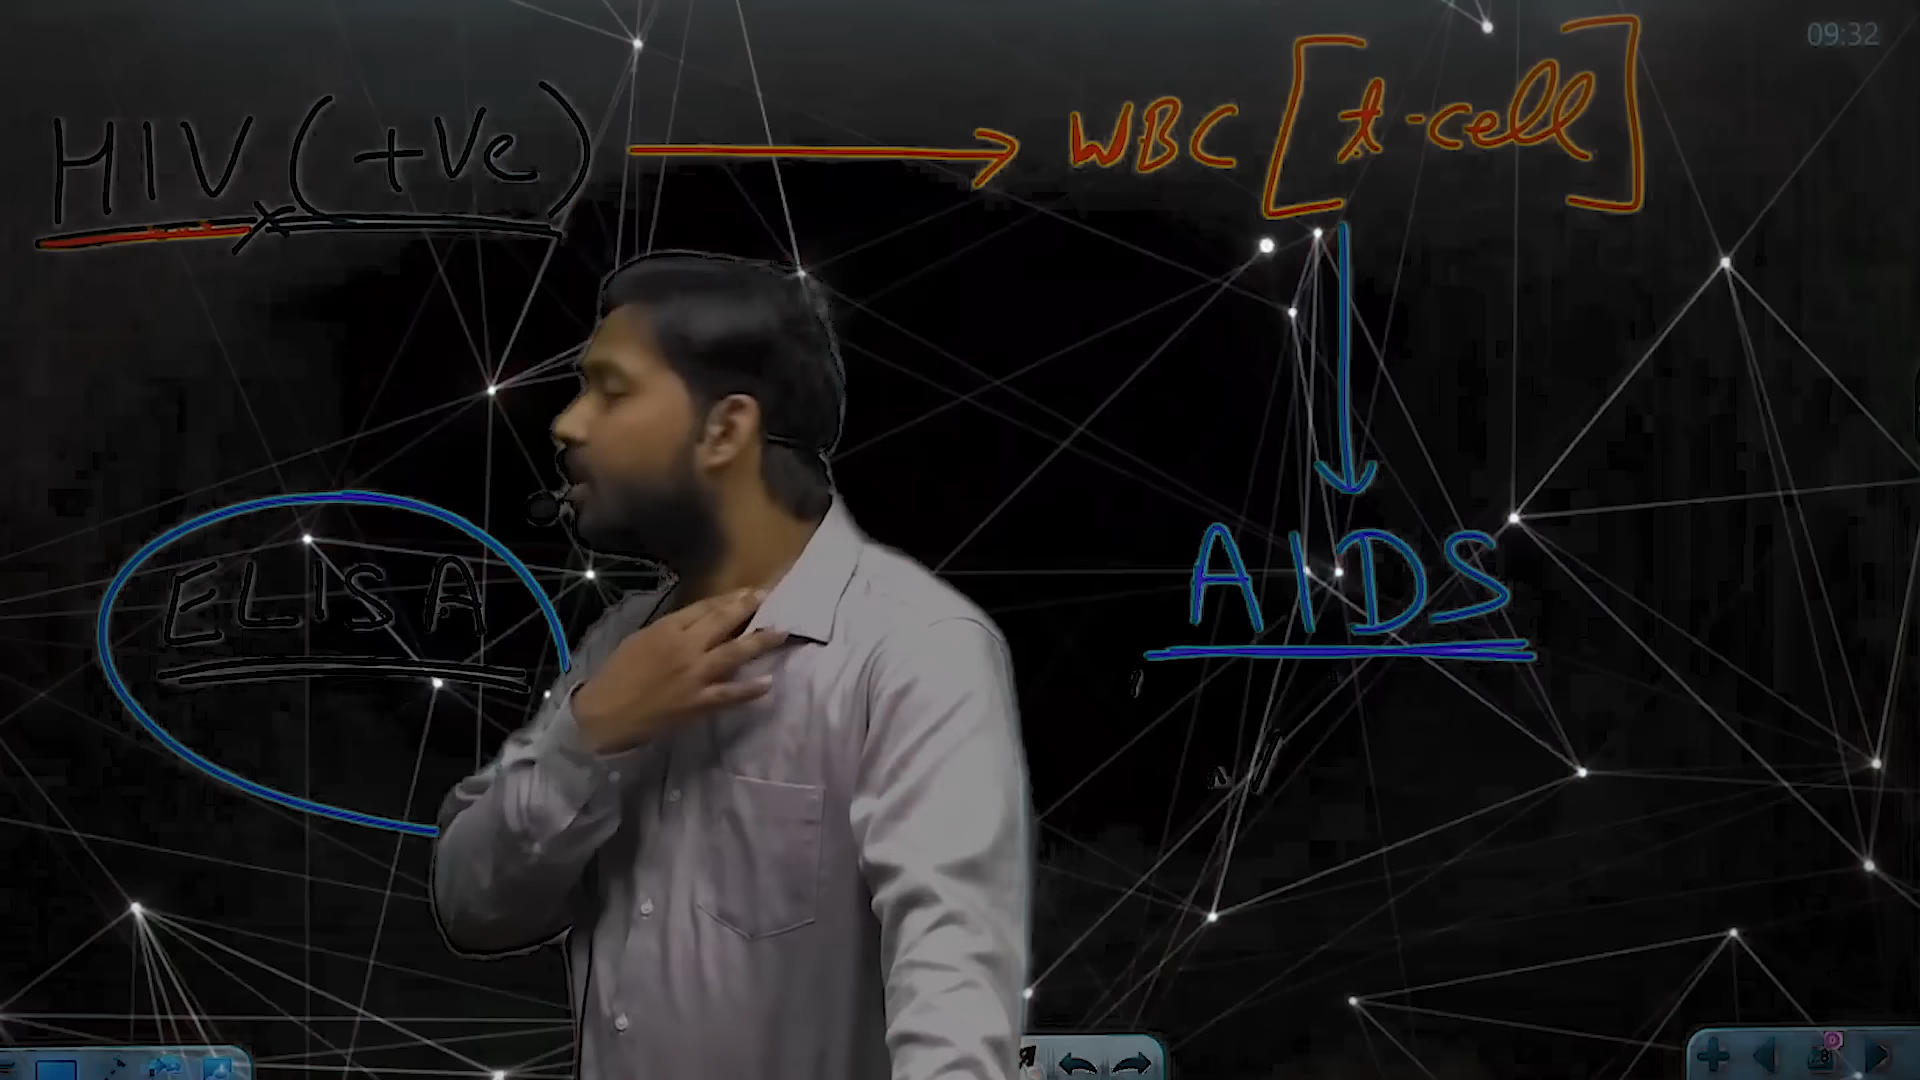 09:32
HIV (+Ve) → WBC [t-cell]
ELISA
AIDS